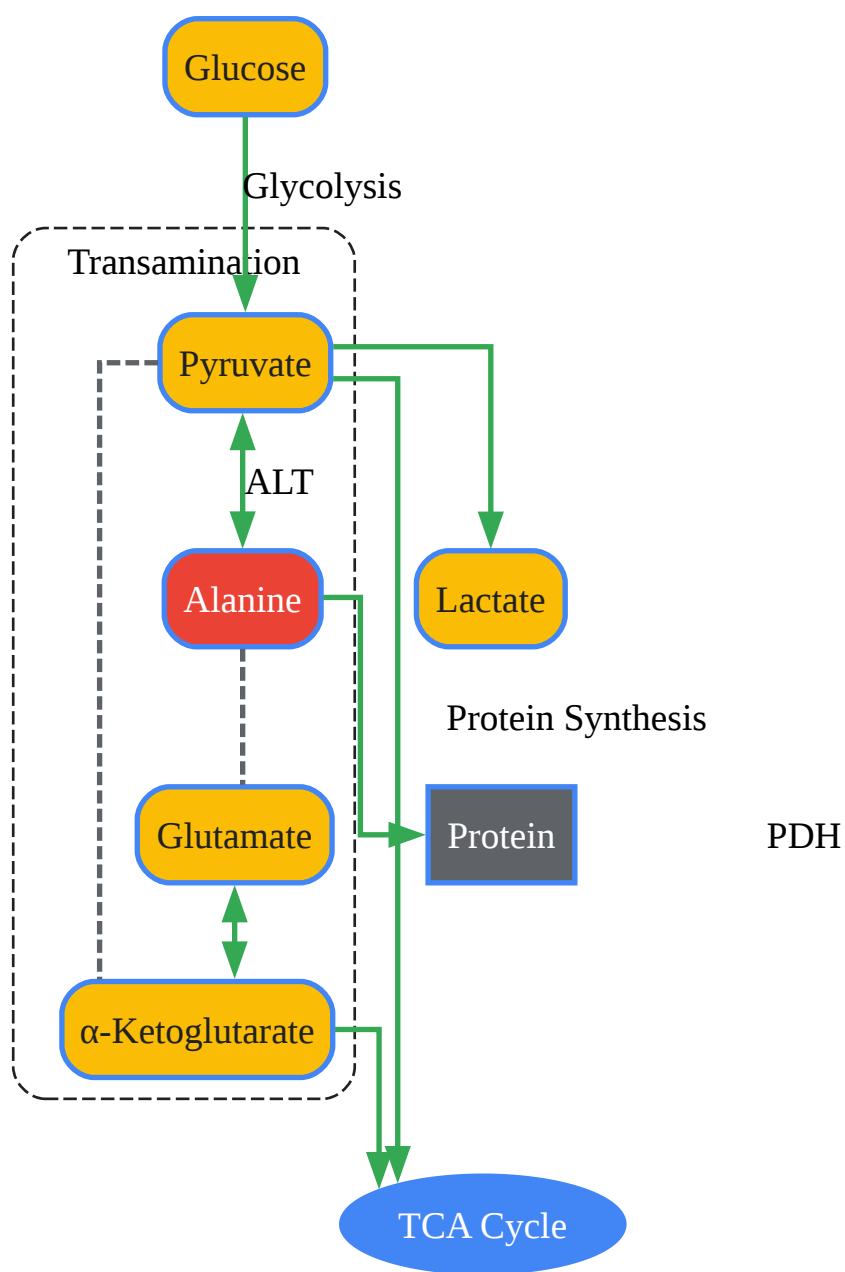 Glucose
Glycolysis
Transamination
Pyruvate
ALT
Alanine
Lactate
Protein Synthesis
Glutamate
Protein
PDH
α-Ketoglutarate
TCA Cycle